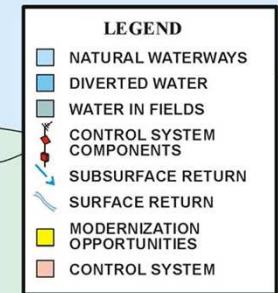 LEGEND
NATURAL WATERWAYS
DIVERTED WATER
WATER IN FIELDS
CONTROL SYSTEM
COMPONENTS
SUBSURFACE RETURN
SURFACE RETURN
MODERNIZATION
OPPORTUNITIES
CONTROL SYSTEM